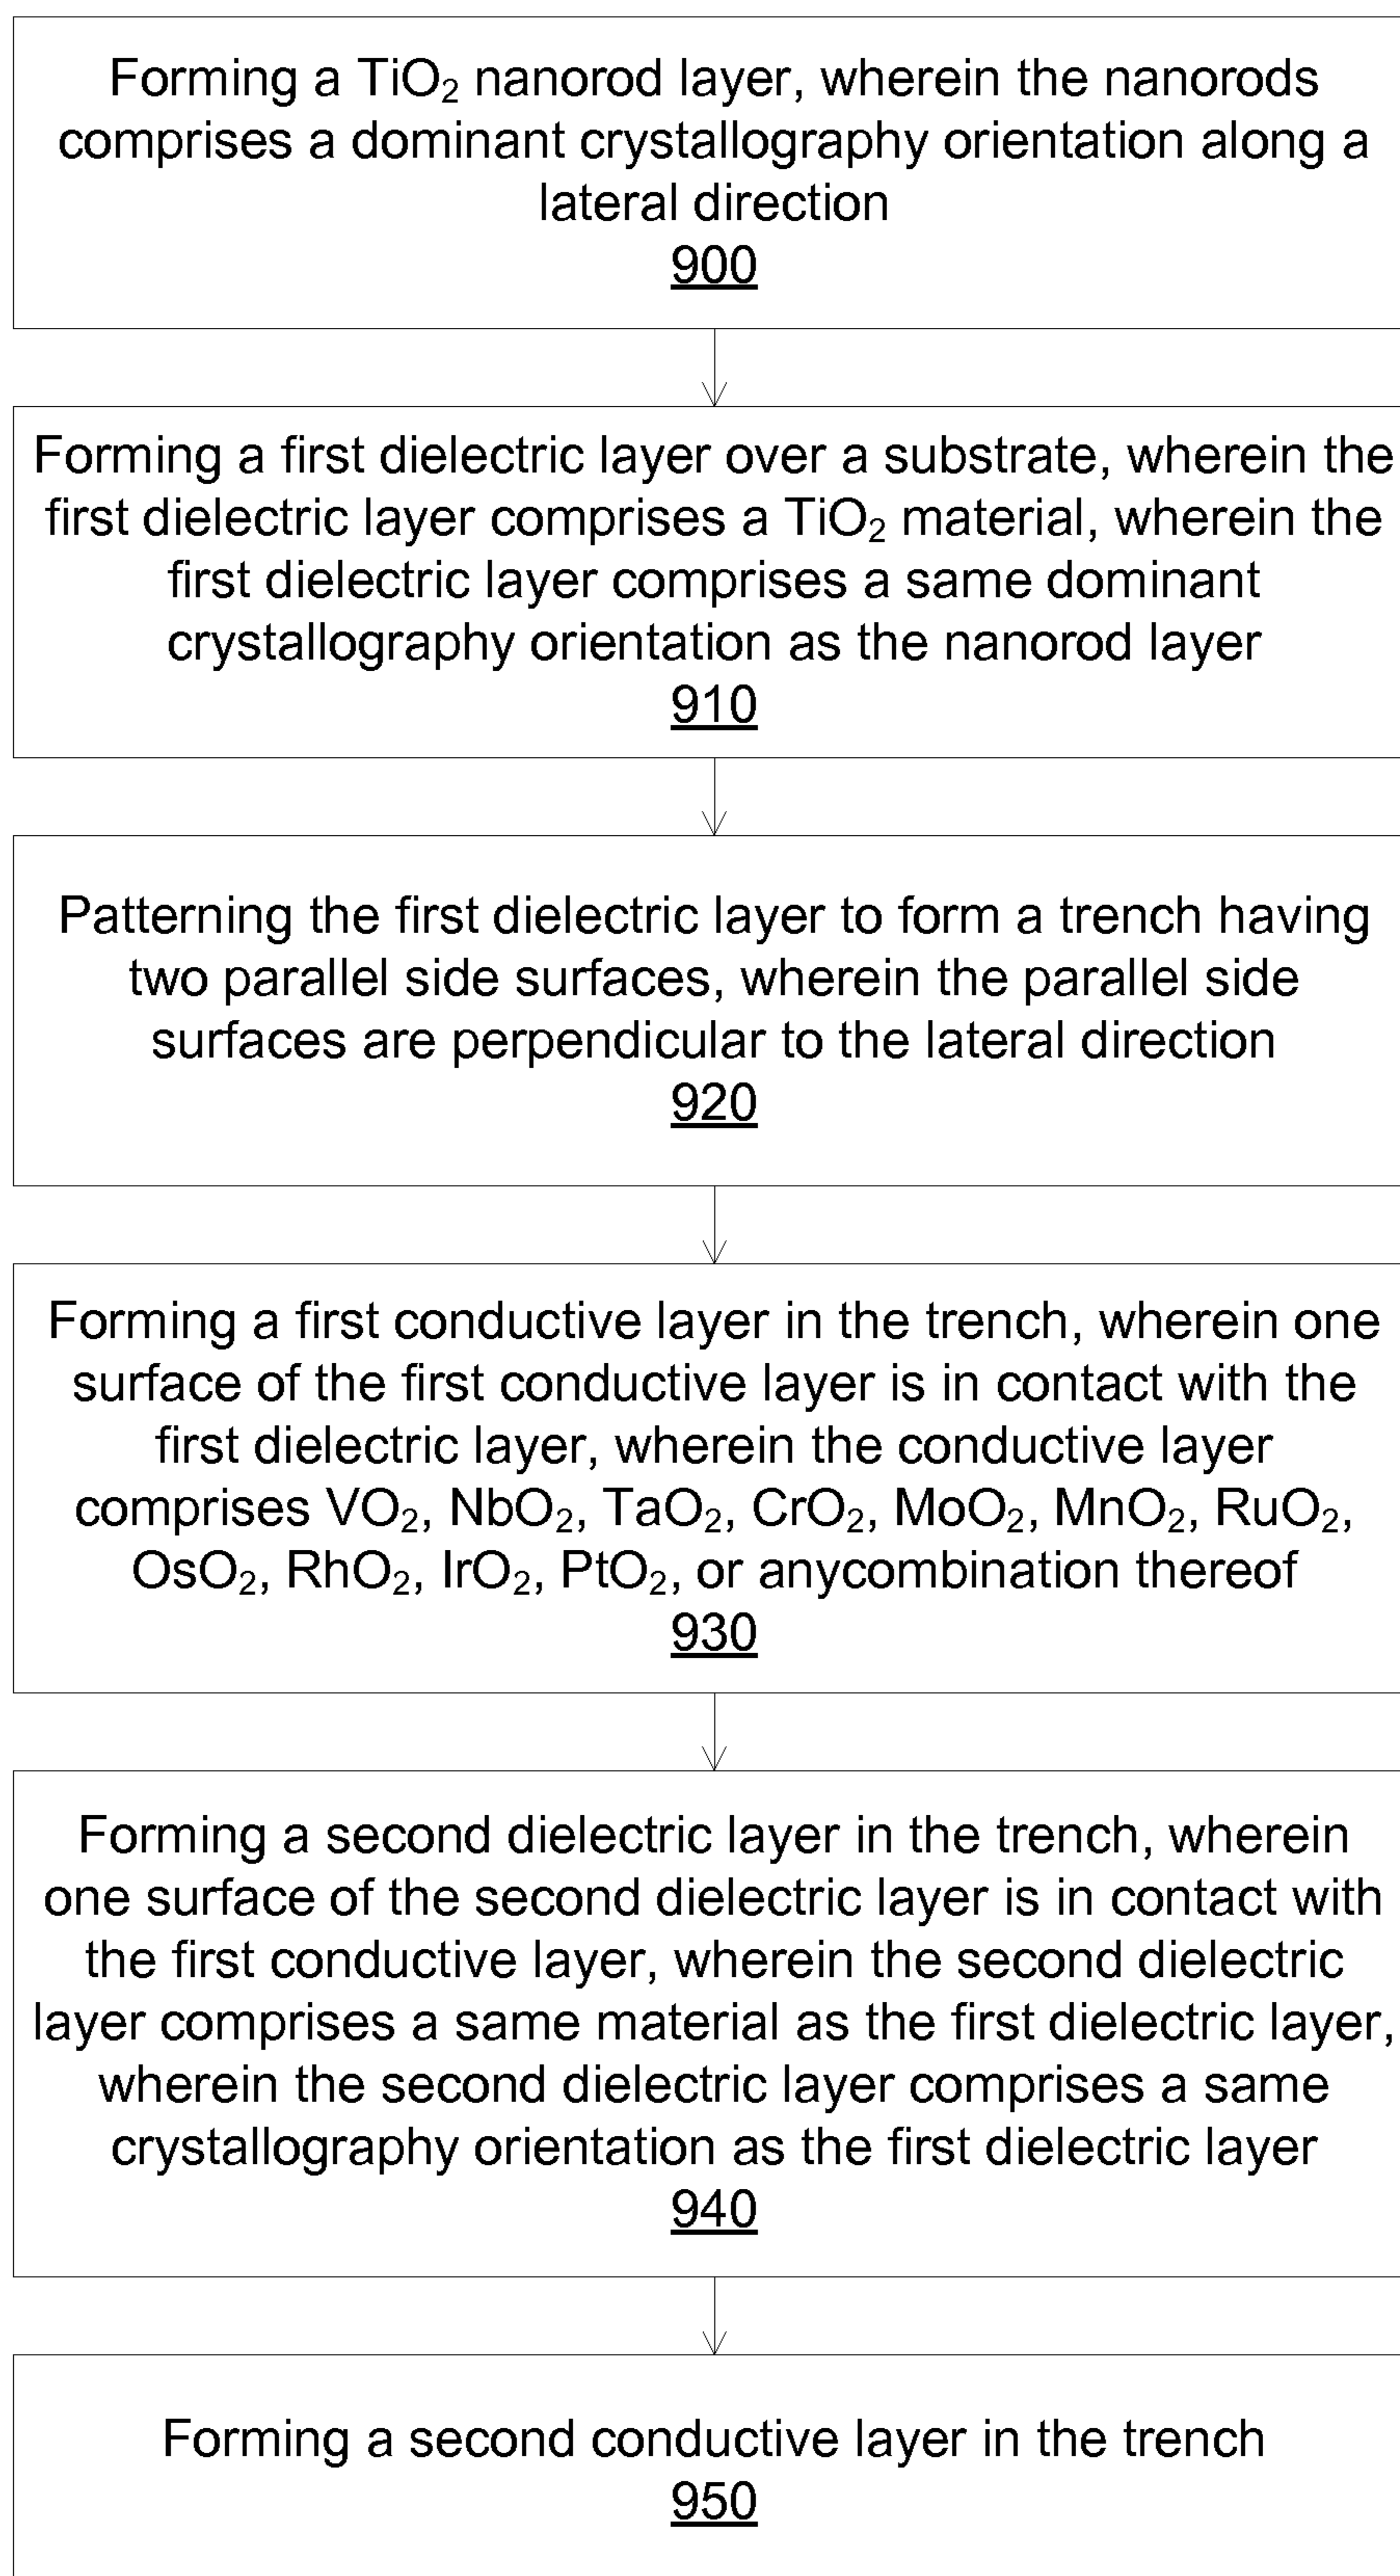 Forming a TiO₂ nanorod layer, wherein the nanorods
comprises a dominant crystallography orientation along a
lateral direction
900
Forming a first dielectric layer over a substrate, wherein the
first dielectric layer comprises a TiO₂ material, wherein the
first dielectric layer comprises a same dominant
crystallography orientation as the nanorod layer
910
Patterning the first dielectric layer to form a trench having
two parallel side surfaces, wherein the parallel side
surfaces are perpendicular to the lateral direction
920
Forming a first conductive layer in the trench, wherein one
surface of the first conductive layer is in contact with the
first dielectric layer, wherein the conductive layer
comprises VO₂, NbO₂, TaO₂, CrO₂, MoO₂, MnO₂, RuO₂,
OsO₂, RhO₂, IrO₂, PtO₂, or anycombination thereof
930
Forming a second dielectric layer in the trench, wherein
one surface of the second dielectric layer is in contact with
the first conductive layer, wherein the second dielectric
layer comprises a same material as the first dielectric layer,
wherein the second dielectric layer comprises a same
crystallography orientation as the first dielectric layer
940
Forming a second conductive layer in the trench
950